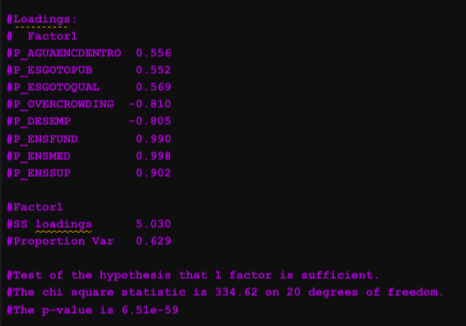 #Loadings:
#  Factor1
#P_AGUAENCDENTRO  0.556
#P_ESGOTOPUB      0.552
#P_ESGOTOQUAL     0.569
#P_OVERCROWDING  -0.810
#P_DESEMP        -0.805
#P_ENSFUND        0.990
#P_ENSMED         0.998
#P_ENSSUP         0.902
#Factor1
#SS loadings      5.030
#Proportion Var   0.629
#Test of the hypothesis that 1 factor is sufficient.
#The chi square statistic is 334.62 on 20 degrees of freedom.
#The p-value is 6.51e-59